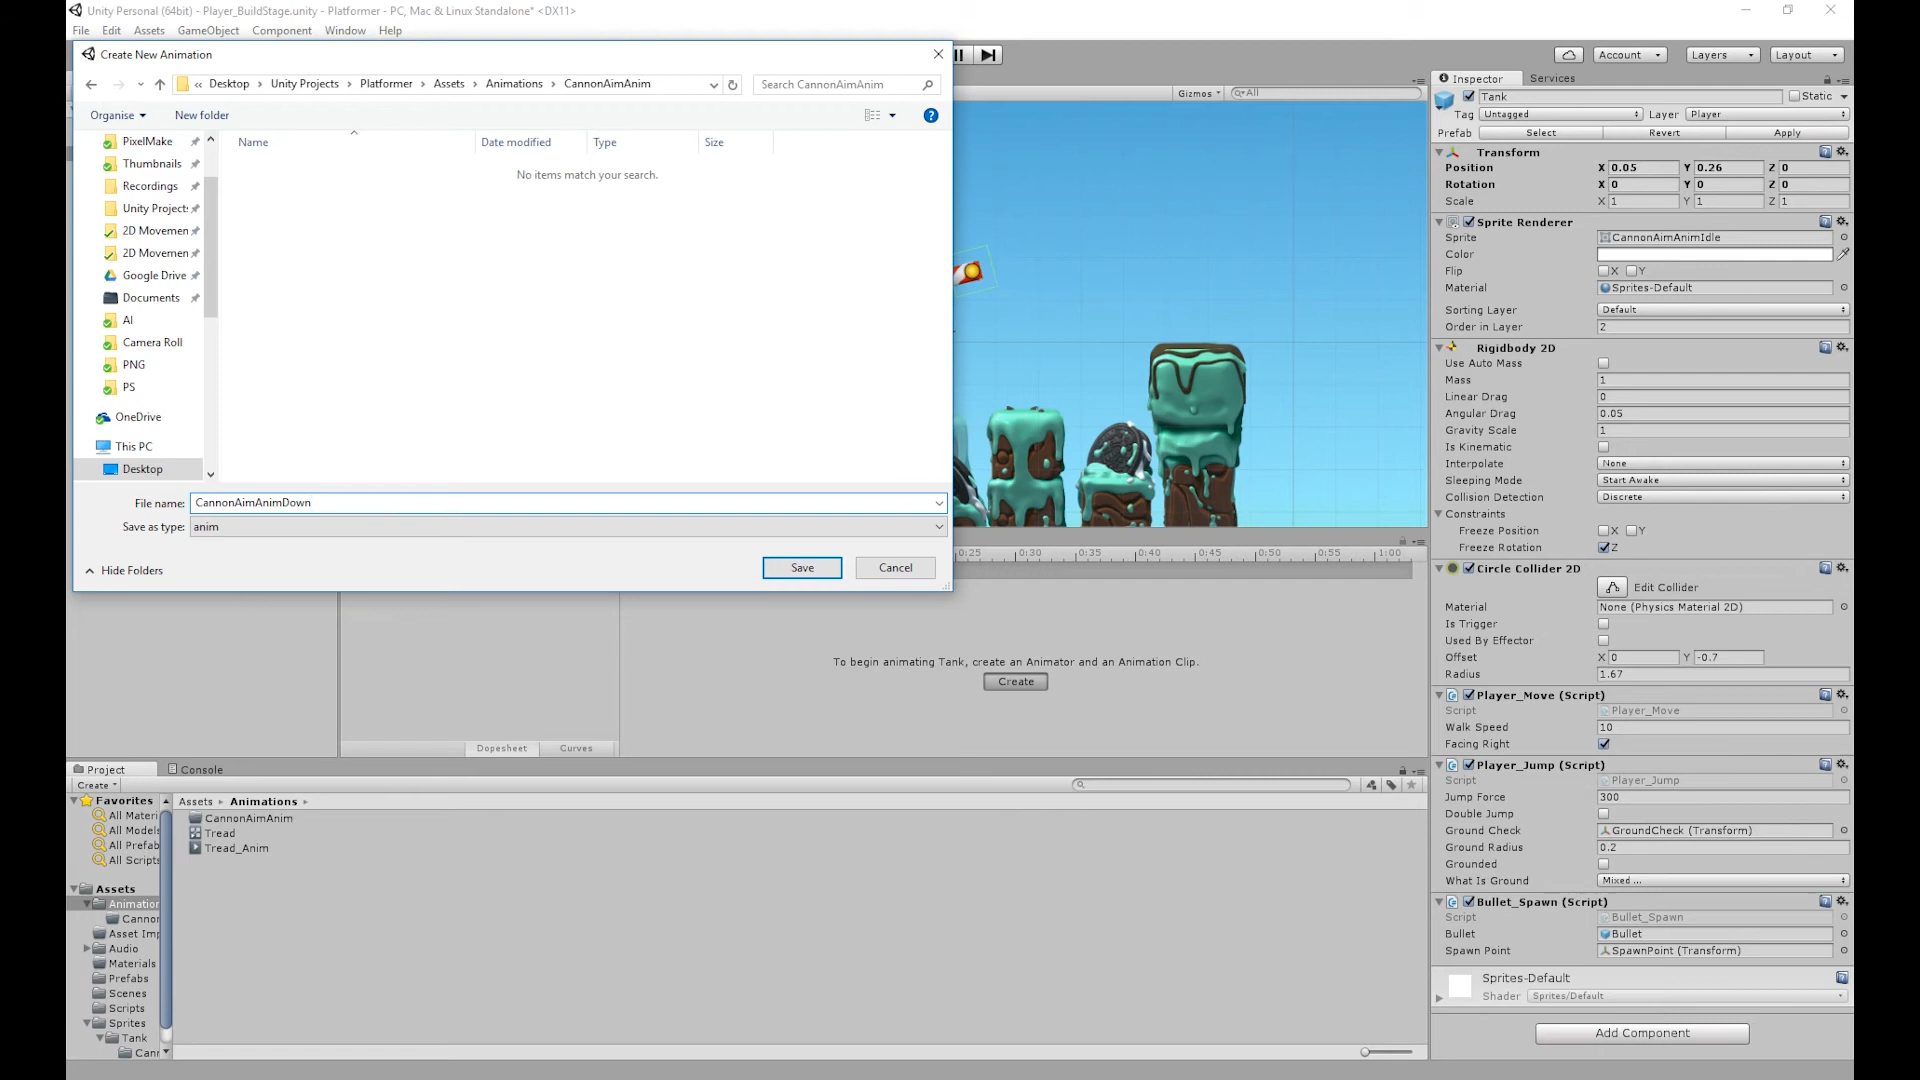 Unity Personal (64bit) - Player_BuildStage.unity - Platformer - PC, Mac & Linux Standalone* <DX11>
File Edit Assets GameObject Component Window Help
Create New Animation
Account Layers Layout
« Desktop > Unity Projects > Platformer > Assets > Animations > CannonAimAnim
Search CannonAimAnim
Organise New folder
Name Date modified Type Size
No items match your search.
PixelMake
Thumbnails
Recordings
Unity Project:
2D Movemen
2D Movemen
Google Drive
Documents
AI
Camera Roll
PNG
PS
OneDrive
This PC
Desktop
File name: CannonAimAnimDown
Save as type: anim
Hide Folders
Save Cancel
Gizmos All
0:25 0:30 0:35 0:40 0:45 0:50 0:55 1:00
To begin animating Tank, create an Animator and an Animation Clip.
Create
Dopesheet Curves
Inspector Services
Tank Static
Tag Untagged Layer Player
Prefab Select Revert Apply
Transform
Position X 0.05 Y 0.26 Z 0
Rotation X 0 Y 0 Z 0
Scale X 1 Y 1 Z 1
Sprite Renderer
Sprite CannonAimAnimIdle
Color
Flip X Y
Material Sprites-Default
Sorting Layer Default
Order in Layer 2
Rigidbody 2D
Use Auto Mass
Mass 1
Linear Drag 0
Angular Drag 0.05
Gravity Scale 1
Is Kinematic
Interpolate None
Sleeping Mode Start Awake
Collision Detection Discrete
Constraints
Freeze Position X Y
Freeze Rotation Z
Circle Collider 2D
Edit Collider
Material None (Physics Material 2D)
Is Trigger
Used By Effector
Offset X 0 Y -0.7
Radius 1.67
Player_Move (Script)
Script Player_Move
Walk Speed 10
Facing Right
Player_Jump (Script)
Script Player_Jump
Jump Force 300
Double Jump
Ground Check GroundCheck (Transform)
Ground Radius 0.2
Grounded
What Is Ground Mixed ...
Bullet_Spawn (Script)
Script Bullet_Spawn
Bullet Bullet
Spawn Point SpawnPoint (Transform)
Sprites-Default
Shader Sprites/Default
Add Component
Project Console
Create
Favorites
All Materi
All Models
All Prefab
All Scripts
Assets
Animation
Cannon
Asset Imp
Audio
Materials
Prefabs
Scenes
Scripts
Sprites
Tank
Cann
Assets Animations
CannonAimAnim
Tread
Tread_Anim